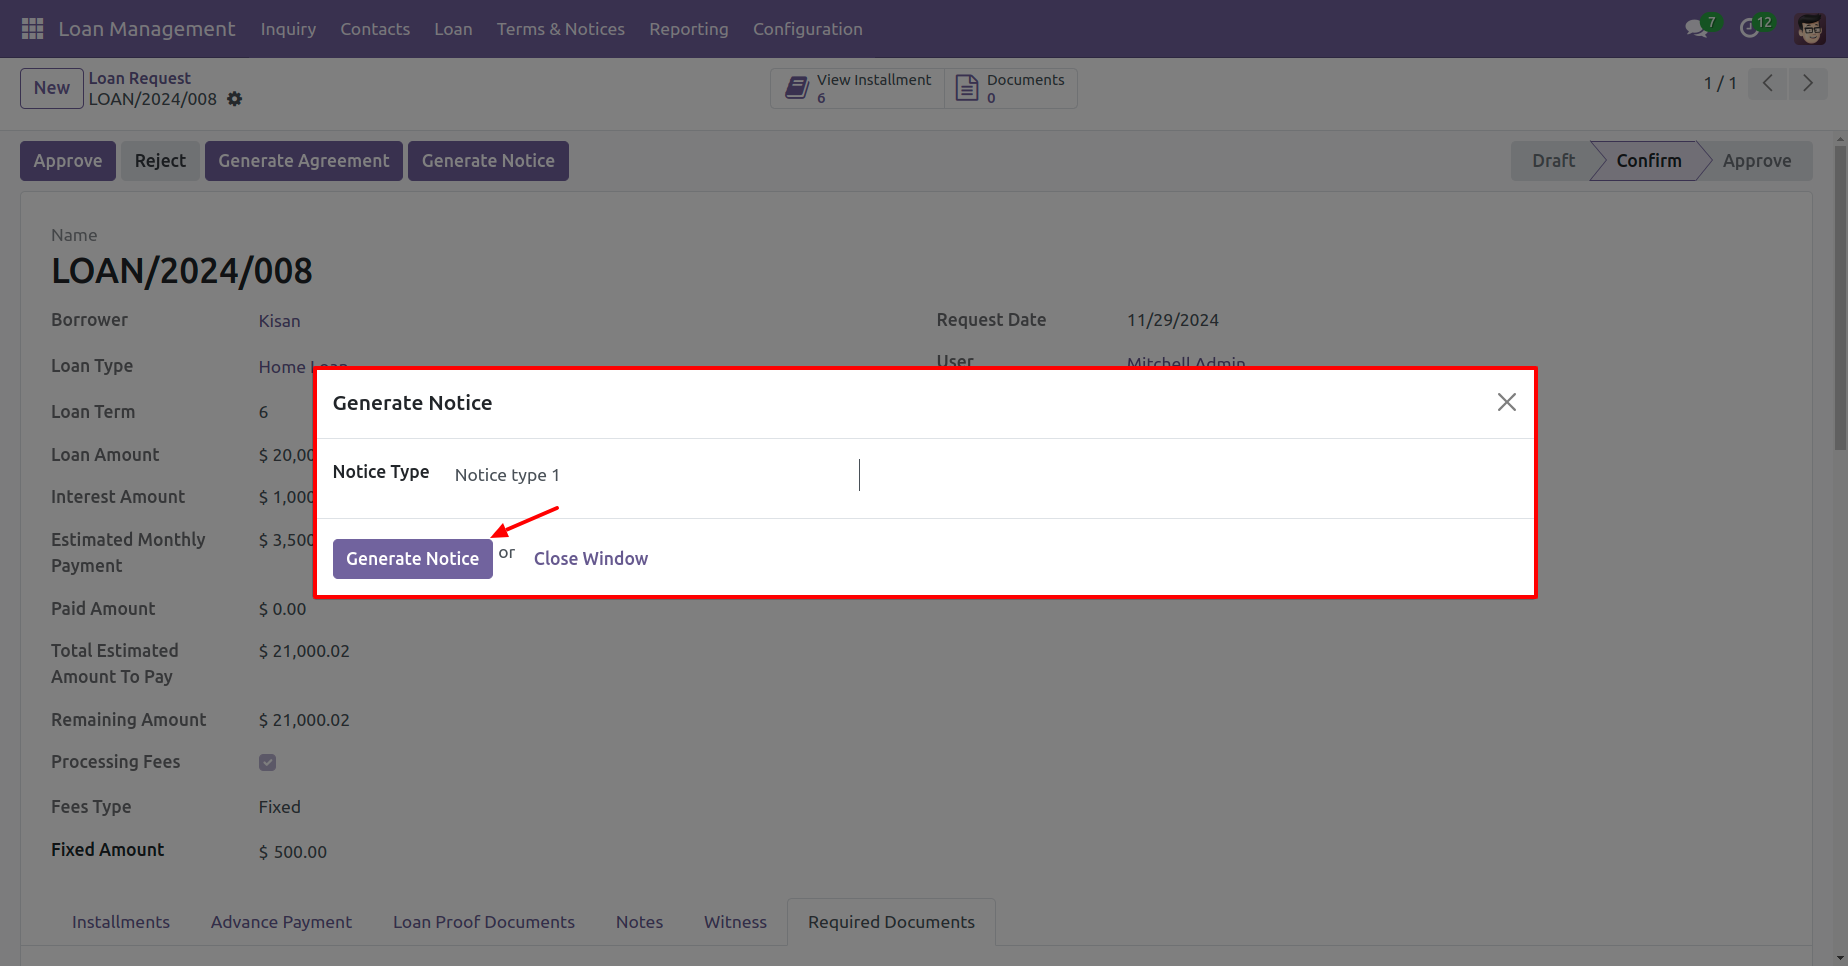 Loan Management Inquiry Contacts Loan Terms & Notices Reporting Configuration 7 12
New Loan Request View Installment Documents 1 / 1
LOAN/2024/008 6 0
Approve Reject Generate Agreement Generate Notice Draft Confirm Approve
Name
LOAN/2024/008
Borrower Kisan Request Date 11/29/2024
Loan Type Home Loan User Mitchell Admin
Generate Notice
Loan Term 6
Loan Amount $ 20,00
Notice Type Notice type 1
Interest Amount $ 1,000
Estimated Monthly $ 3,500
Payment
Generate Notice or Close Window
Paid Amount $ 0.00
Total Estimated $ 21,000.02
Amount To Pay
Remaining Amount $ 21,000.02
Processing Fees
Fees Type Fixed
Fixed Amount $ 500.00
Installments Advance Payment Loan Proof Documents Notes Witness Required Documents